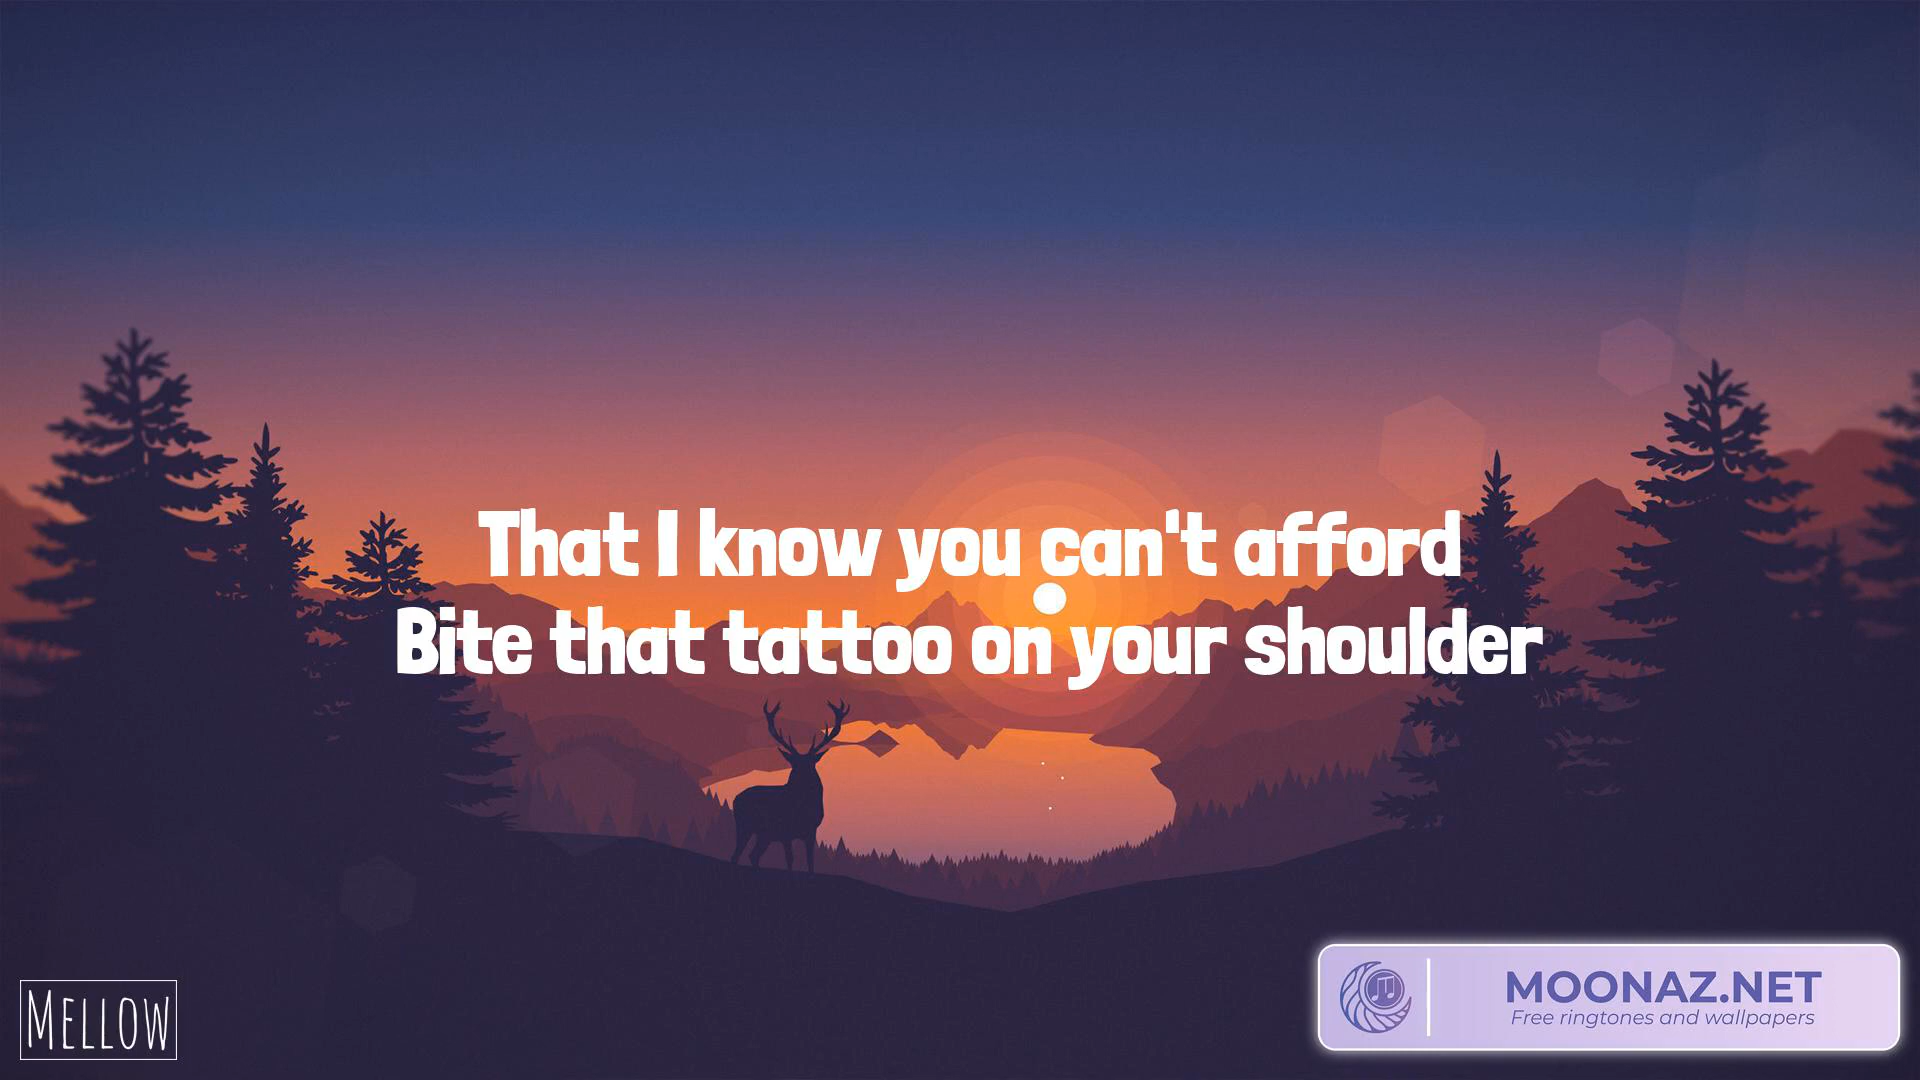 That I know you can't afford
Bite that tattoo on your shoulder
MELLOW
MOONAZ.NET
Free ringtones and wallpapers